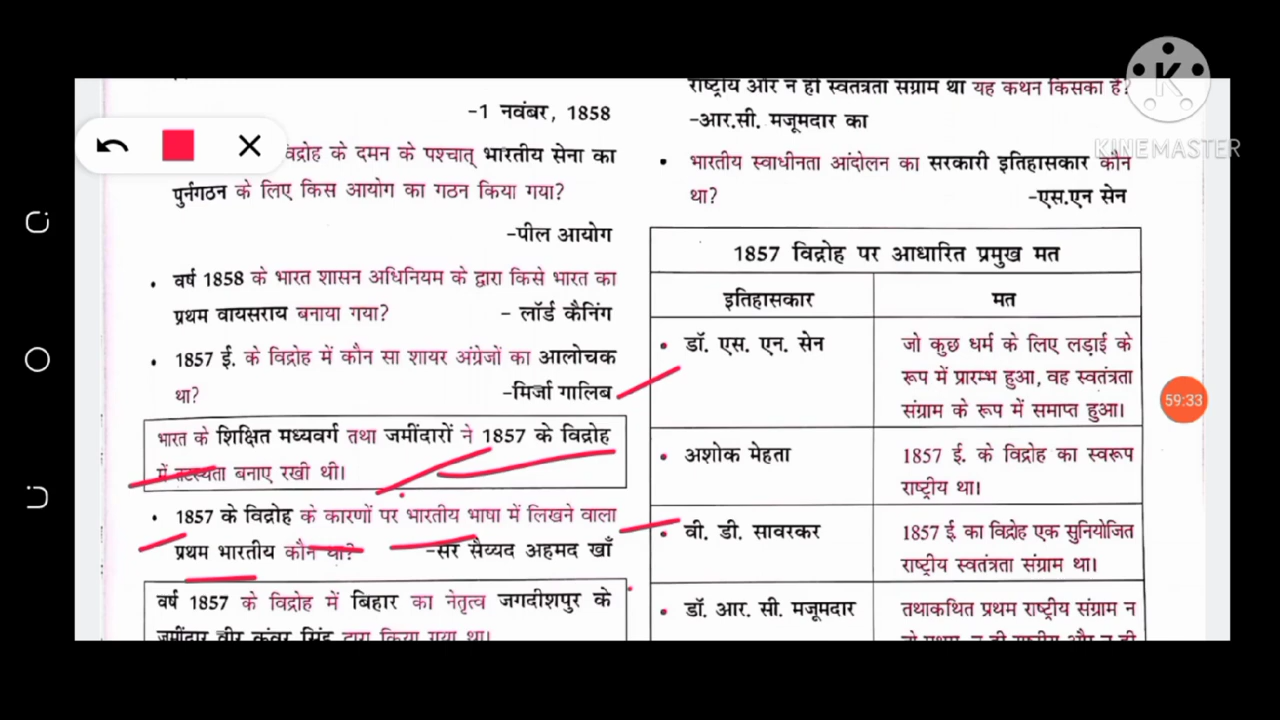 -1 नवंबर, 1858
विद्रोह के दमन के पश्चात् भारतीय सेना का
पुर्नगठन के लिए किस आयोग का गठन किया गया?
-पील आयोग
• वर्ष 1858 के भारत शासन अधिनियम के द्वारा किसे भारत का
प्रथम वायसराय बनाया गया? - लॉर्ड कैनिंग
• 1857 ई. के विद्रोह में कौन सा शायर अंग्रेजों का आलोचक
था? -मिर्जा गालिब
भारत के शिक्षित मध्यवर्ग तथा जमींदारों ने 1857 के विद्रोह
में तटस्थता बनाए रखी थी।
• 1857 के विद्रोह के कारणों पर भारतीय भाषा में लिखने वाला
प्रथम भारतीय कौन था? -सर सैय्यद अहमद खाँ
वर्ष 1857 के विद्रोह में बिहार का नेतृत्व जगदीशपुर के
जमींदार वीर कुंवर सिंह द्वारा किया गया था।
राष्ट्रीय और न ही स्वतंत्रता संग्राम था यह कथन किसका है?
-आर.सी. मजूमदार का
• भारतीय स्वाधीनता आंदोलन का सरकारी इतिहासकार कौन
था? -एस.एन सेन
1857 विद्रोह पर आधारित प्रमुख मत
इतिहासकार मत
• डॉ. एस. एन. सेन जो कुछ धर्म के लिए लड़ाई के
रूप में प्रारम्भ हुआ, वह स्वतंत्रता
संग्राम के रूप में समाप्त हुआ।
• अशोक मेहता 1857 ई. के विद्रोह का स्वरूप
राष्ट्रीय था।
• वी. डी. सावरकर 1857 ई का विद्रोह एक सुनियोजित
राष्ट्रीय स्वतंत्रता संग्राम था।
• डॉ. आर. सी. मजूमदार तथाकथित प्रथम राष्ट्रीय संग्राम न
K
KINEMASTER
59:33